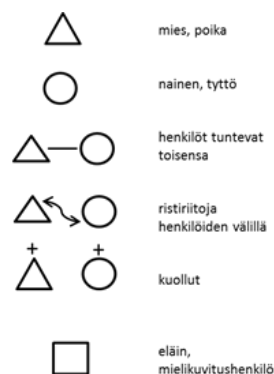 mies, poika
nainen, tyttö
henkilöt tuntevat
toisensa
ristiriitoja
henkilöiden välillä
+ +
kuollut
eläin,
mielikuvitushenkilö